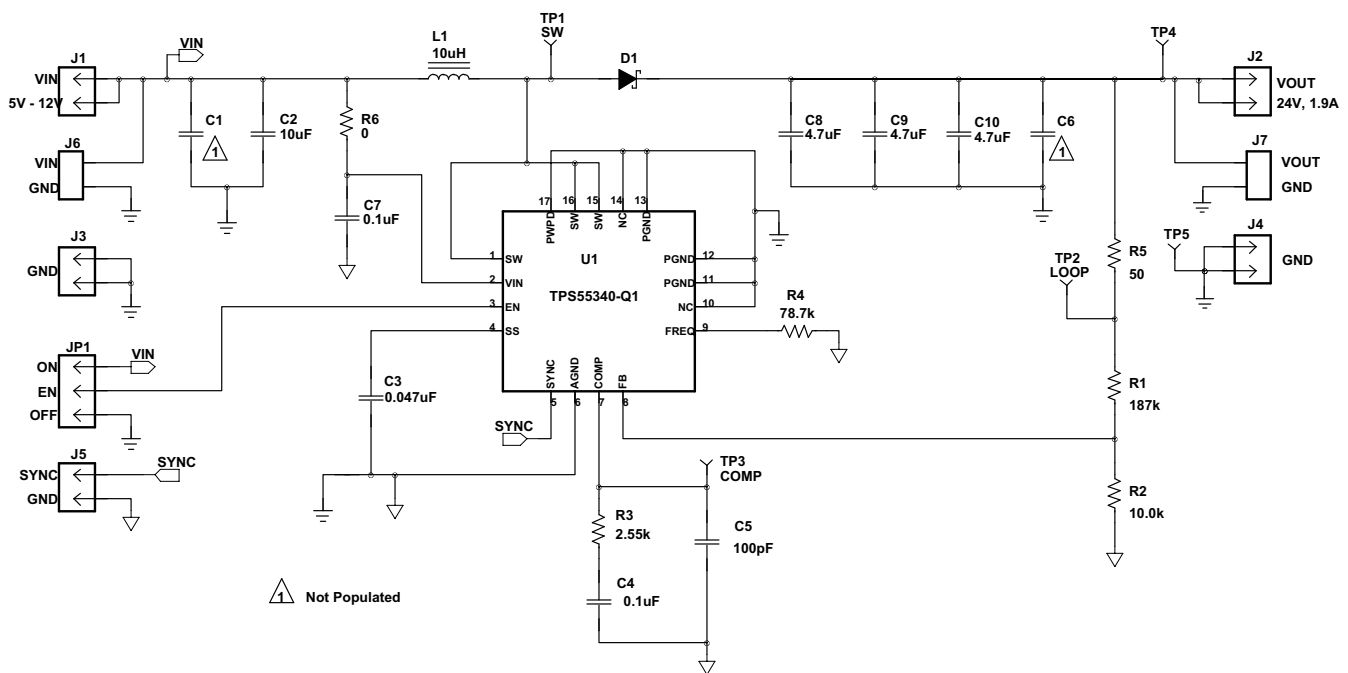 TP1
SW
TP4
J1
VIN
L1
10uH
D1
J2
VIN
5V - 12V
VOUT
24V, 1.9A
C1
1
C2
10uF
R6
0
C8
4.7uF
C9
4.7uF
C10
4.7uF
C6
1
J6
VIN
GND
J7
VOUT
GND
C7
0.1uF
17
16
15
14
13
PWPD
SW
SW
NC
PGND
J3
GND
U1
TPS55340-Q1
1
SW
2
VIN
3
EN
4
SS
PGND
12
PGND
11
NC
10
FREQ
9
R4
78.7k
TP5
J4
GND
TP2
LOOP
R5
50
JP1
ON
VIN
EN
OFF
C3
0.047uF
SYNC
AGND
COMP
FB
5
6
7
8
R1
187k
SYNC
J5
SYNC
SYNC
GND
TP3
COMP
R2
10.0k
R3
2.55k
C5
100pF
C4
0.1uF
1
Not Populated